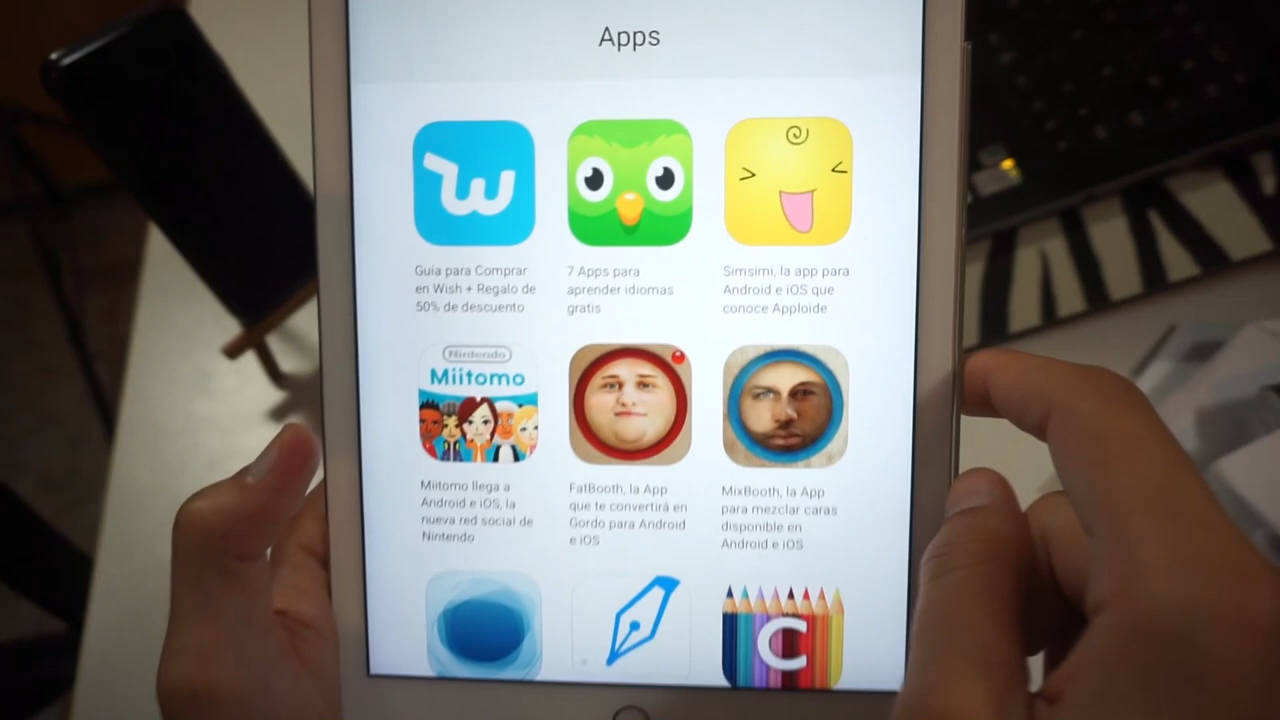 Apps
Guía para Comprar
en Wish + Regalo de
50% de descuento
7 Apps para
aprender idiomas
gratis
Simsimi, la app para
Android e iOS que
conoce Apploide
Nintendo
Miitomo
Miitomo llega a
Android e iOS, la
nueva red social de
Nintendo
FatBooth, la App
que te convertirá en
Gordo para Android
e iOS
MixBooth, la App
para mezclar caras
disponible en
Android e iOS
C